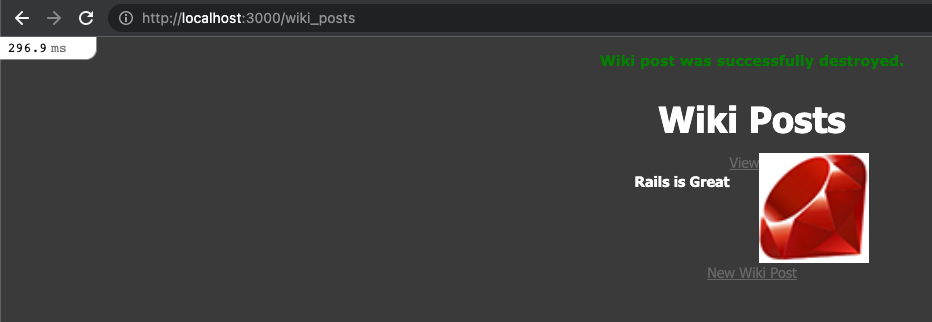 http://localhost:3000/wiki_posts
296.9 ms
Wiki post was successfully destroyed.
Wiki Posts
View
Rails is Great
New Wiki Post